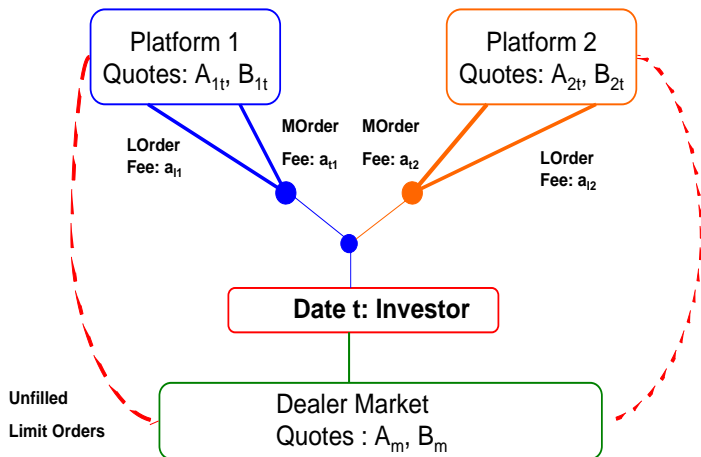 Platform 1
Quotes: A1t, B1t
Platform 2
Quotes: A2t, B2t
LOrder
Fee: al1
MOrder
Fee: at1
MOrder
Fee: at2
LOrder
Fee: al2
Date t: Investor
Unfilled
Limit Orders
Dealer Market
Quotes : Am, Bm